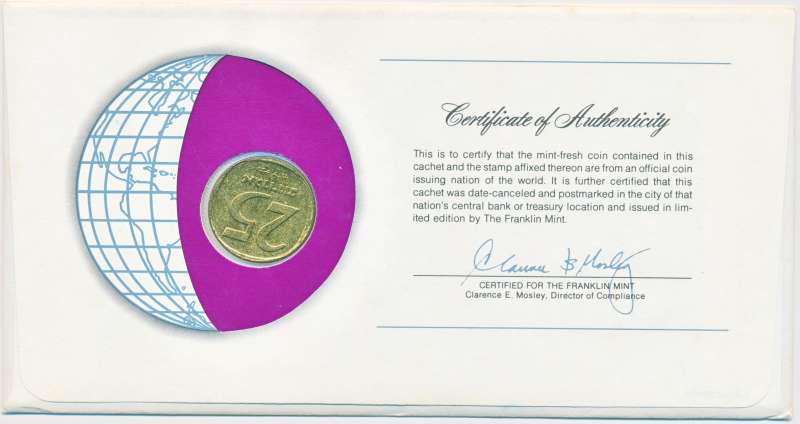 25
Certificate of Authenticity
This is to certify that the mint-fresh coin contained in this
cachet and the stamp affixed thereon are from an official coin
issuing nation of the world. It is further certified that this
cachet was date-canceled and postmarked in the city of that
nation's central bank or treasury location and issued in lim-
ited edition by The Franklin Mint.
CERTIFIED FOR THE FRANKLIN MINT
Clarence E. Mosley, Director of Compliance